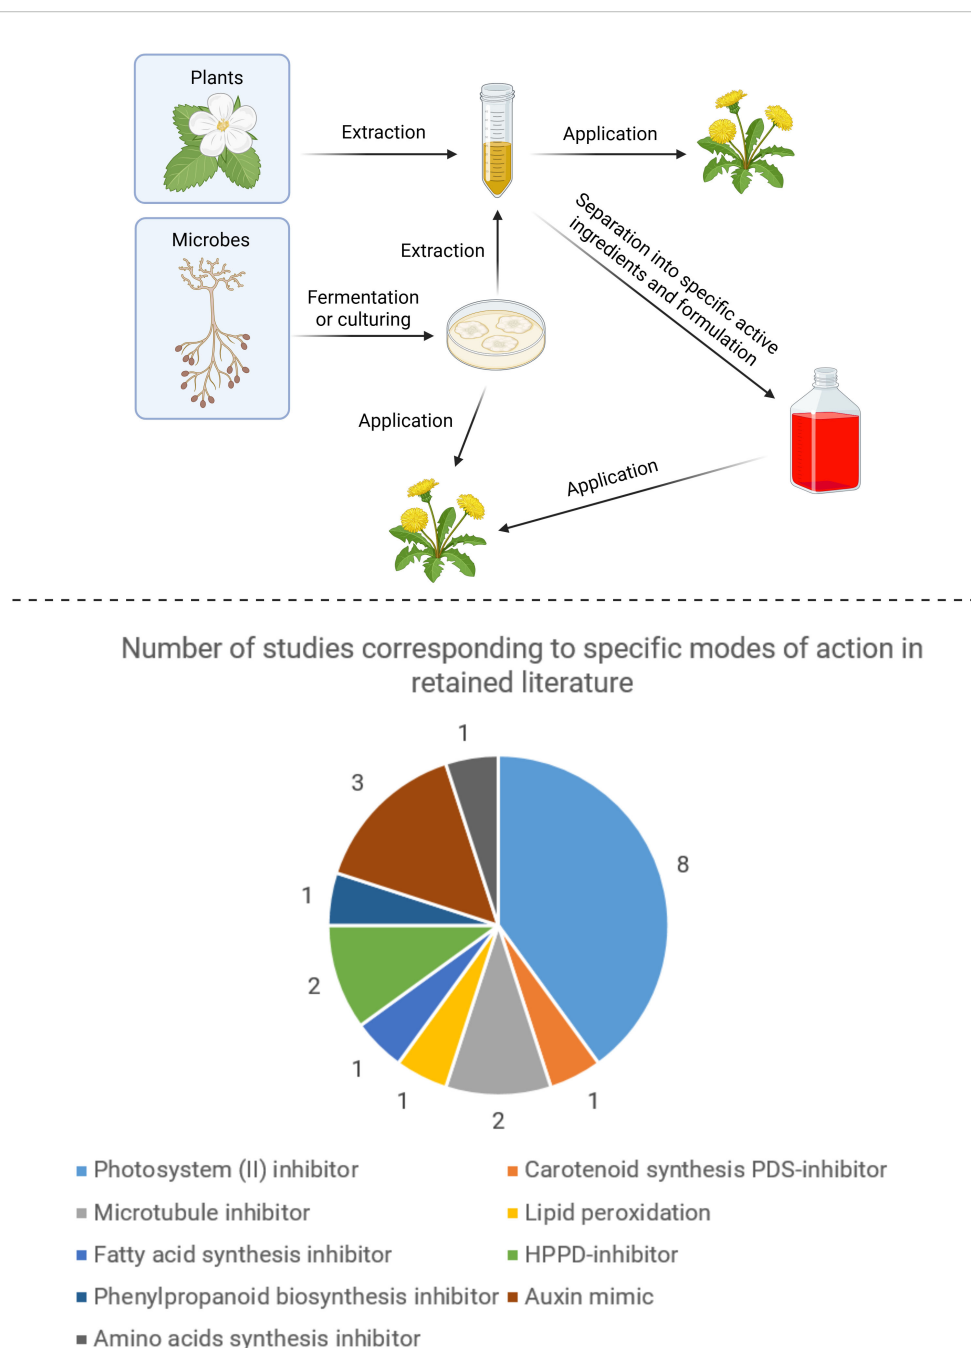 Plants
Extraction
Application
Microbes
Extraction
Fermentation
or culturing
Separation into specific active
ingredients and formulation
Application
Application
Number of studies corresponding to specific modes of action in
retained literature
1
3
8
1
2
1
1
2
1
Photosystem (II) inhibitor
Carotenoid synthesis PDS-inhibitor
Microtubule inhibitor
Lipid peroxidation
Fatty acid synthesis inhibitor
HPPD-inhibitor
Phenylpropanoid biosynthesis inhibitor
Auxin mimic
Amino acids synthesis inhibitor